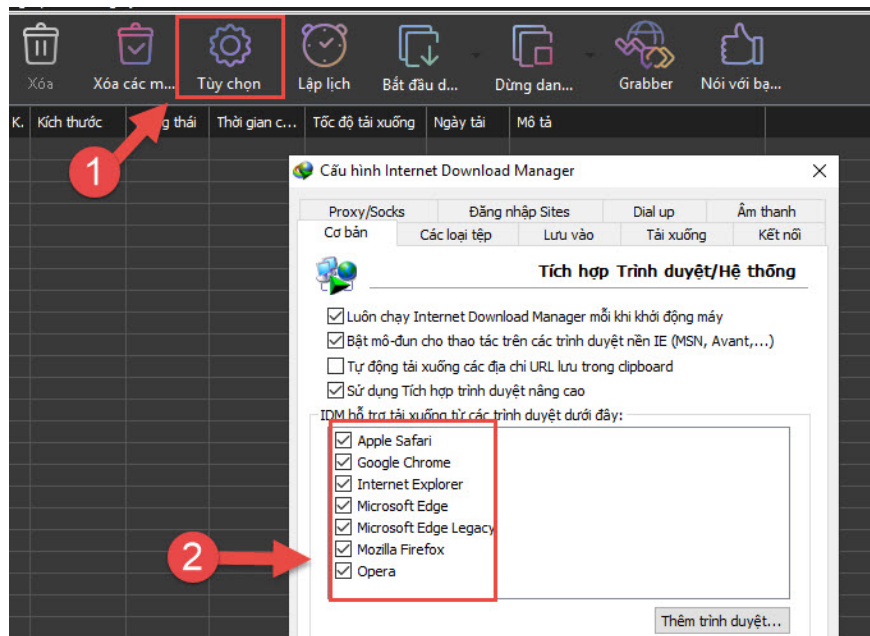 Xóa
Xóa các m...
Tùy chọn
Lập lịch
Bắt đầu d...
Dừng dan...
Grabber
Nói với bạ...
K.
Kích thước
g thái
Thời gian c...
Tốc độ tải xuống
Ngày tải
Mô tả
1
Cấu hình Internet Download Manager
Proxy/Socks
Đăng nhập Sites
Dial up
Âm thanh
Cơ bản
Các loại tệp
Lưu vào
Tải xuống
Kết nối
Tích hợp Trình duyệt/Hệ thống
Luôn chạy Internet Download Manager mỗi khi khởi động máy
Bật mô-đun cho thao tác trên các trình duyệt nền IE (MSN, Avant,...)
Tự động tải xuống các địa chỉ URL lưu trong clipboard
Sử dụng Tích hợp trình duyệt nâng cao
IDM hỗ trợ tải xuống từ các trình duyệt dưới đây:
Apple Safari
Google Chrome
Internet Explorer
Microsoft Edge
Microsoft Edge Legacy
Mozilla Firefox
2
Opera
Thêm trình duyệt...